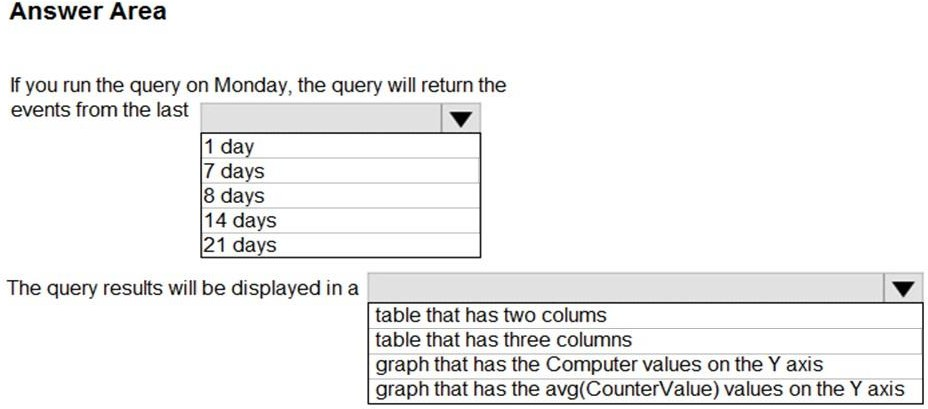 Answer Area
If you run the query on Monday, the query will return the
events from the last
1 day
7 days
8 days
14 days
21 days
The query results will be displayed in a
table that has two colums
table that has three columns
graph that has the Computer values on the Y axis
graph that has the avg(CounterValue) values on the Y axis